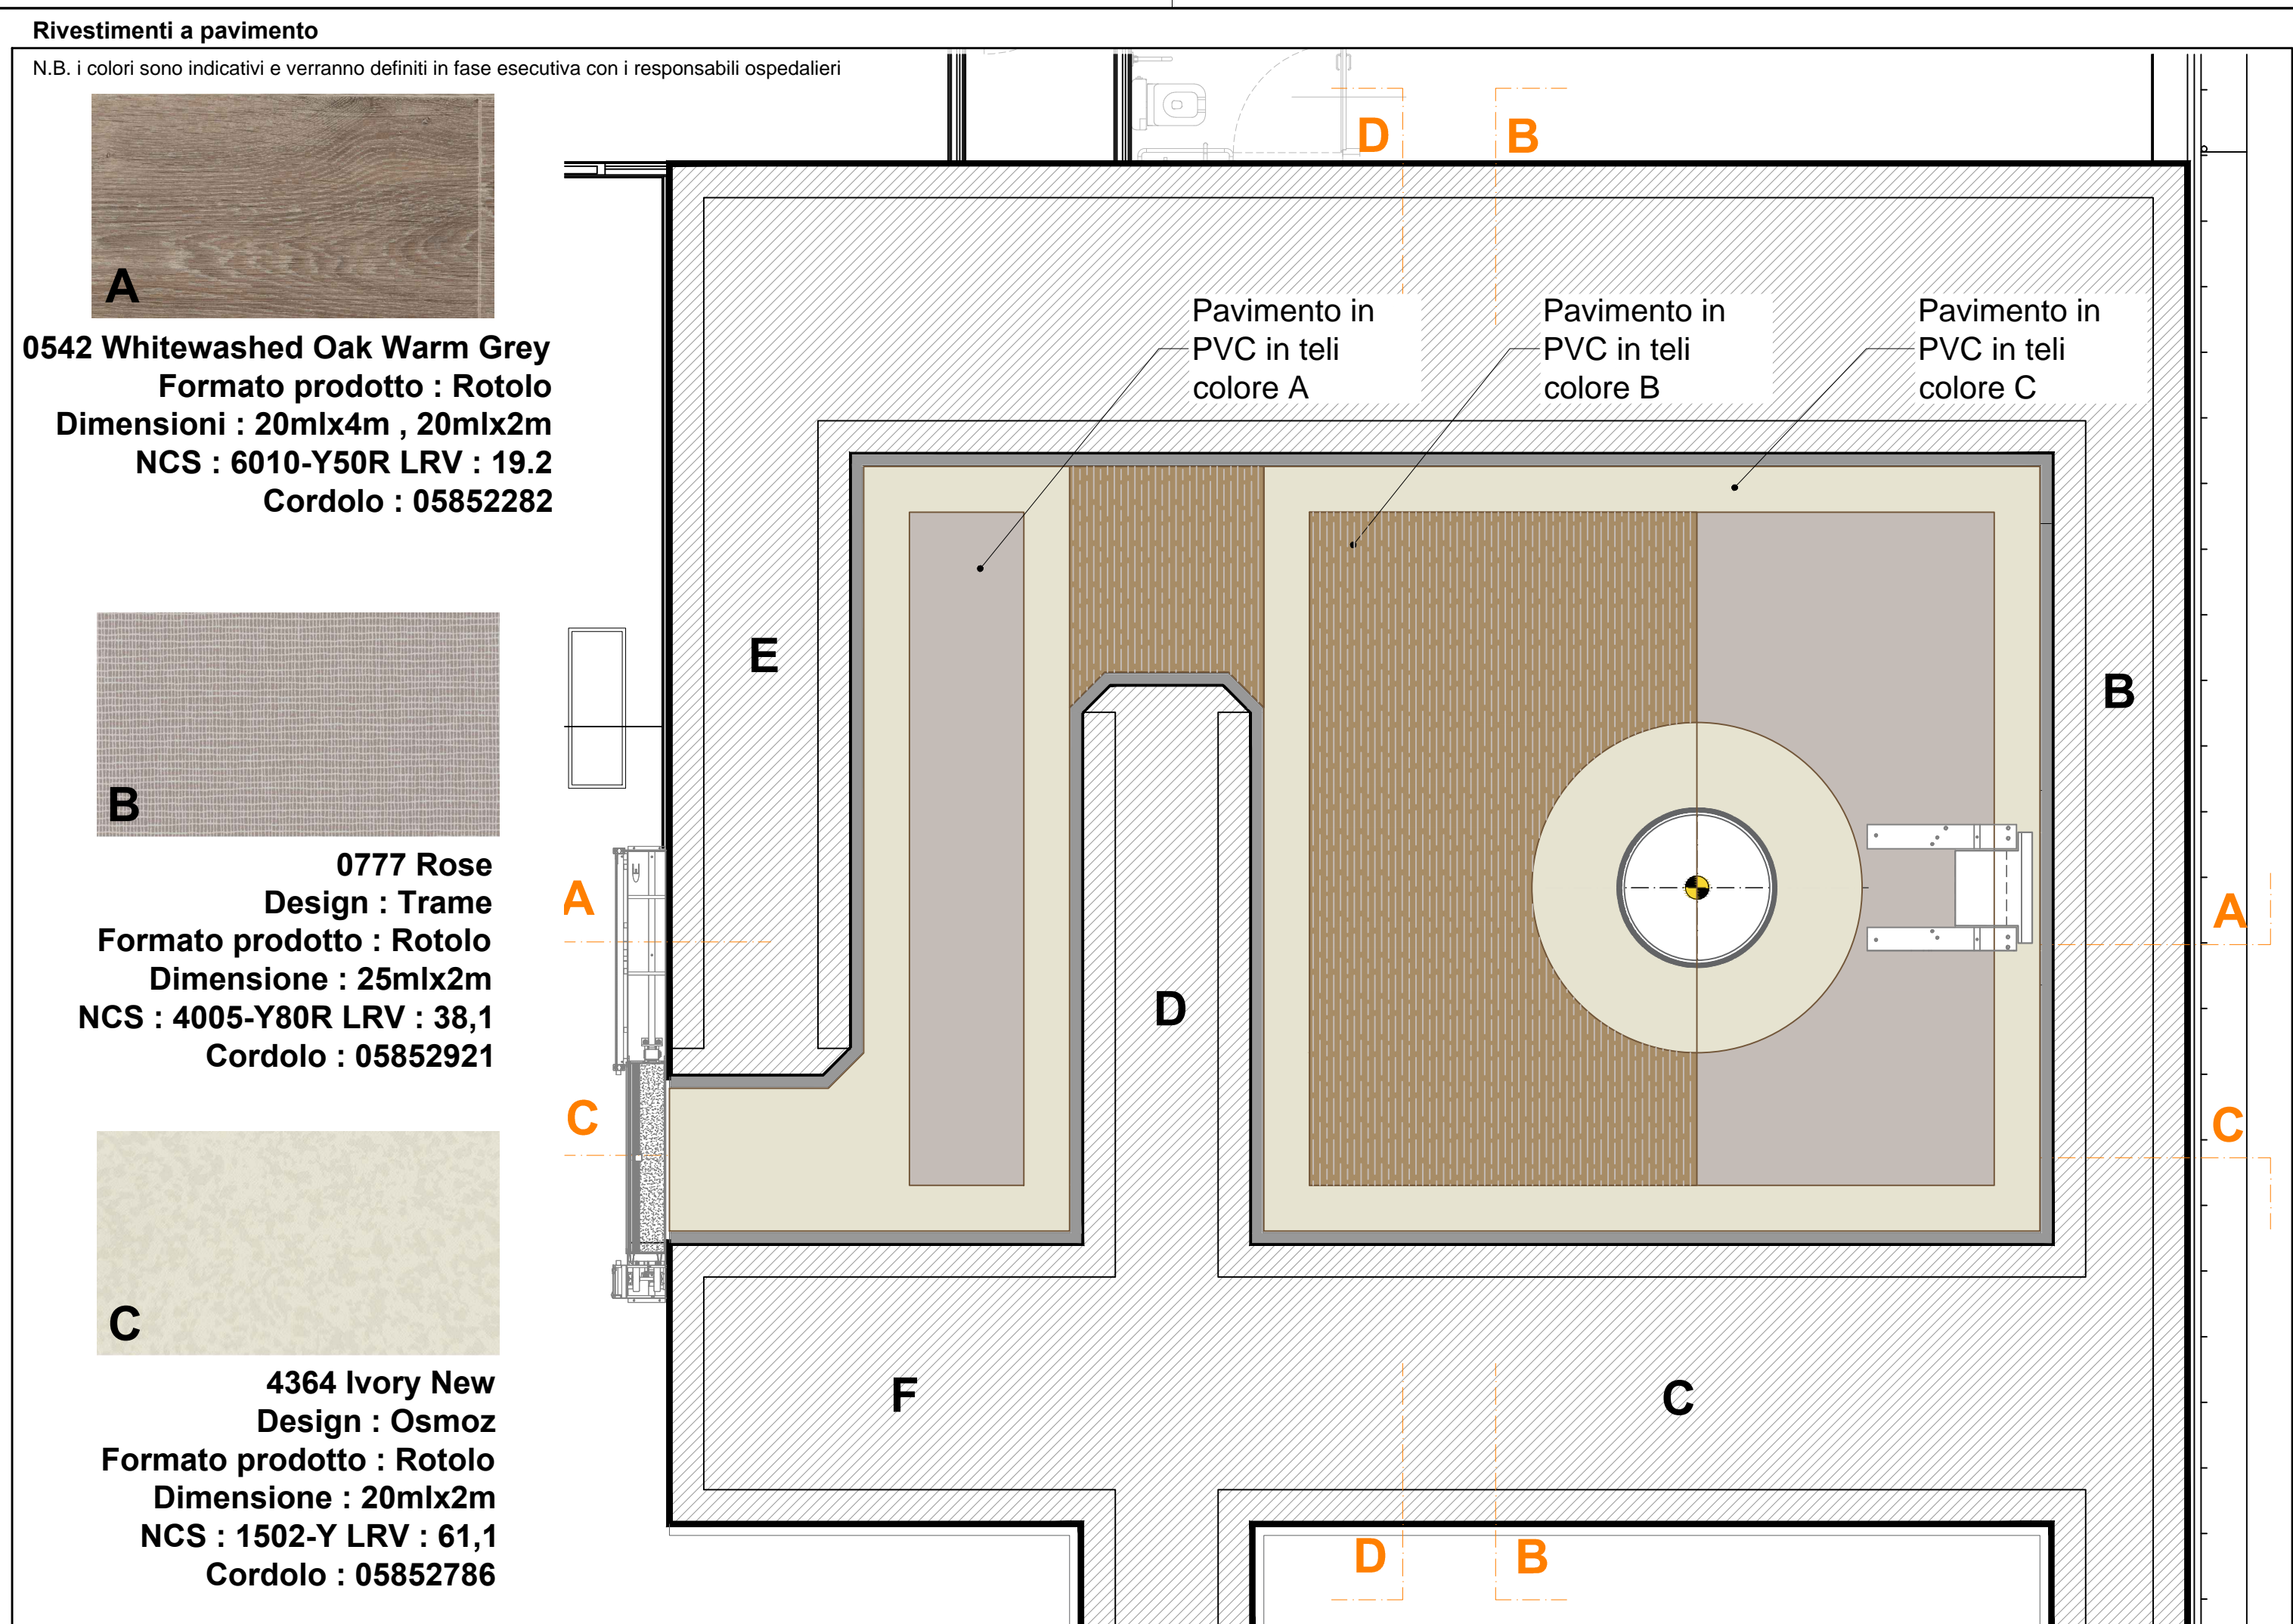 Rivestimenti a pavimento
N.B. i colori sono indicativi e verranno definiti in fase esecutiva con i responsabili ospedalieri
A
0542 Whitewashed Oak Warm Grey
Formato prodotto : Rotolo
Dimensioni : 20mlx4m , 20mlx2m
NCS : 6010-Y50R LRV : 19.2
Cordolo : 05852282
B
0777 Rose
Design : Trame
Formato prodotto : Rotolo
Dimensione : 25mlx2m
NCS : 4005-Y80R LRV : 38,1
Cordolo : 05852921
C
4364 Ivory New
Design : Osmoz
Formato prodotto : Rotolo
Dimensione : 20mlx2m
NCS : 1502-Y LRV : 61,1
Cordolo : 05852786
D
B
Pavimento in
PVC in teli
colore A
Pavimento in
PVC in teli
colore B
Pavimento in
PVC in teli
colore C
E
B
A
A
D
C
C
F
C
D
B